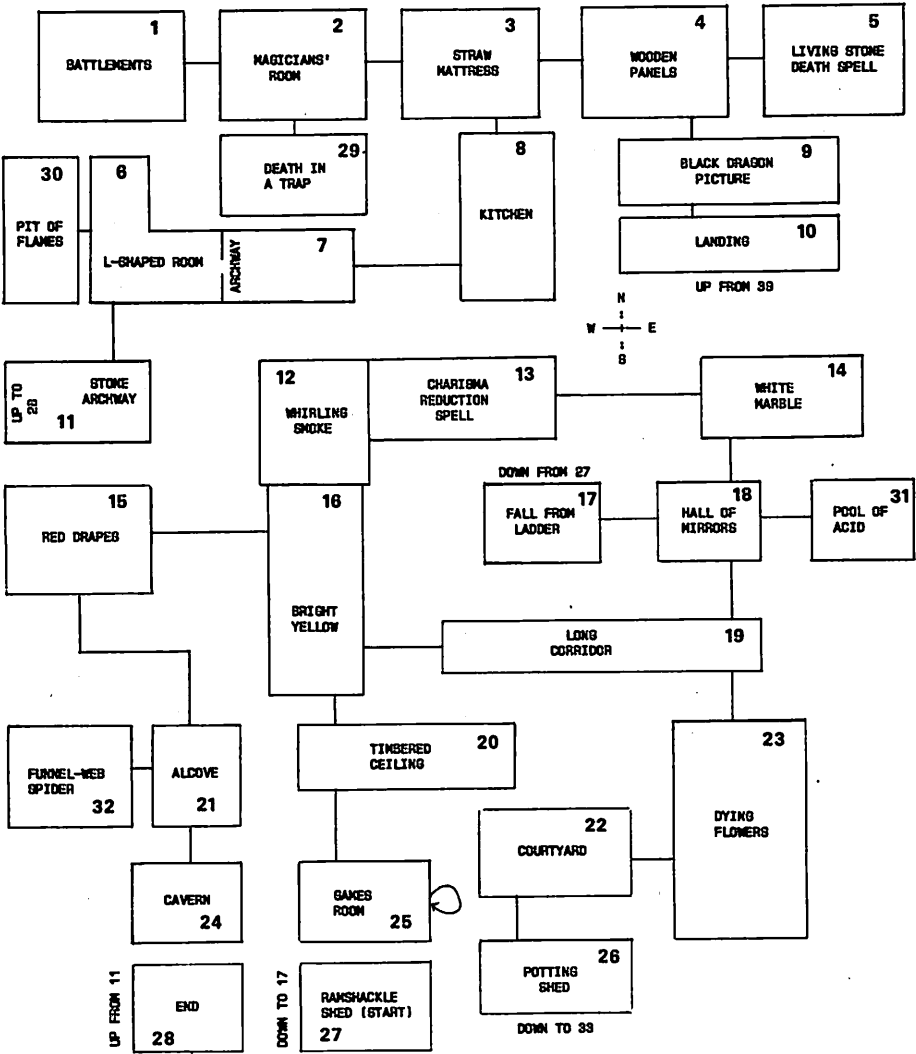 1
BATTLEMENTS
2
MAGICIANS'
ROOM
3
STRAW
MATTRESS
4
WOODEN
PANELS
5
LIVING STONE
DEATH SPELL
30
PIT OF
FLAMES
6
L-SHAPED ROOM
ARCHWAY
7
29
DEATH IN
A TRAP
8
KITCHEN
9
BLACK DRAGON
PICTURE
LANDING
10
UP FROM 39
N
W E
S
UP TO
28
STONE
ARCHWAY
11
12
WHIRLING
SMOKE
13
CHARISMA
REDUCTION
SPELL
14
WHITE
MARBLE
15
RED DRAPES
16
BRIGHT
YELLOW
DOWN FROM 27
17
FALL FROM
LADDER
18
HALL OF
MIRRORS
31
POOL OF
ACID
LONG
CORRIDOR
19
FUNNEL-WEB
SPIDER
32
ALCOVE
21
TIMBERED
CEILING
20
22
COURTYARD
23
DYING
FLOWERS
CAVERN
24
GAMES
ROOM
25
26
POTTING
SHED
DOWN TO 33
UP FROM 11
END
28
DOWN TO 17
RAMSHACKLE
SHED (START)
27